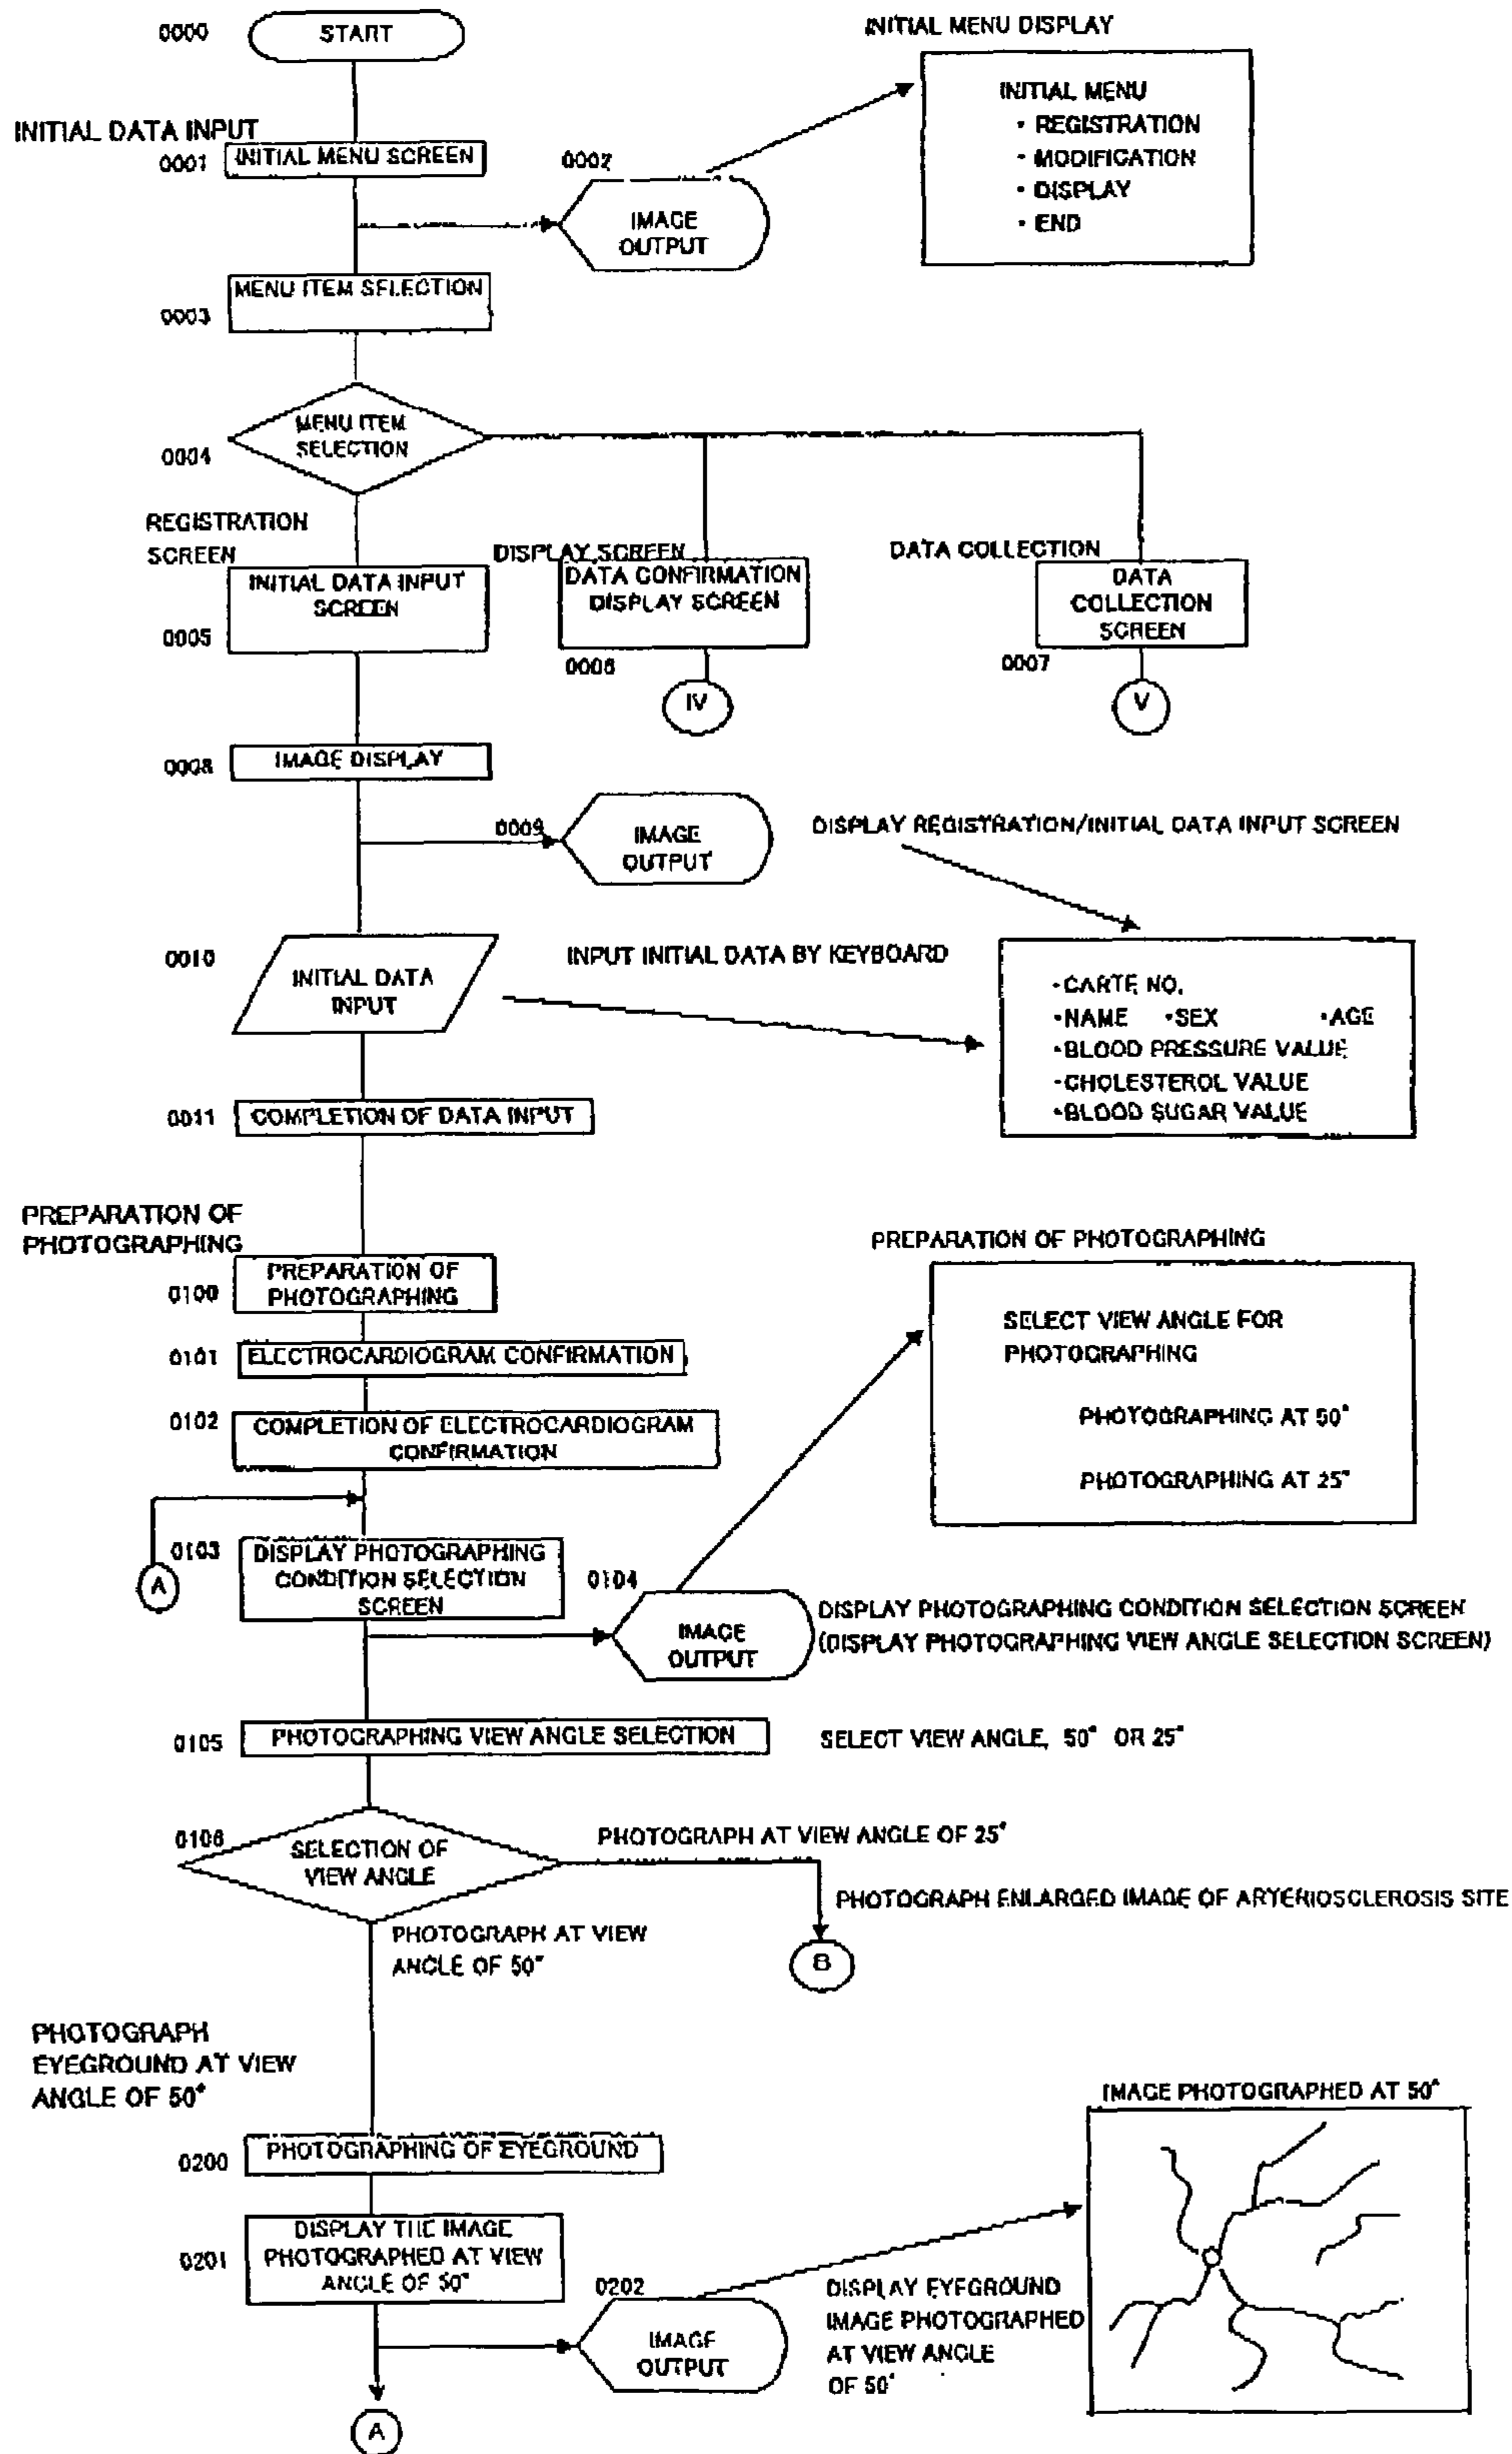 0000
START
INITIAL MENU DISPLAY
INITIAL MENU
· REGISTRATION
· MODIFICATION
· DISPLAY
· END
INITIAL DATA INPUT
0001
INITIAL MENU SCREEN
0002
IMAGE
OUTPUT
0003
MENU ITEM SELECTION
0004
MENU ITEM
SELECTION
REGISTRATION
SCREEN
INITIAL DATA INPUT
SCREEN
0005
DISPLAY SCREEN
DATA CONFIRMATION
DISPLAY SCREEN
0006
IV
DATA COLLECTION
DATA
COLLECTION
SCREEN
0007
V
0008
IMAGE DISPLAY
0009
IMAGE
OUTPUT
DISPLAY REGISTRATION/INITIAL DATA INPUT SCREEN
0010
INITIAL DATA
INPUT
INPUT INITIAL DATA BY KEYBOARD
·CARTE NO.
·NAME ·SEX ·AGE
·BLOOD PRESSURE VALUE
·CHOLESTEROL VALUE
·BLOOD SUGAR VALUE
0011
COMPLETION OF DATA INPUT
PREPARATION OF
PHOTOGRAPHING
0100
PREPARATION OF
PHOTOGRAPHING
PREPARATION OF PHOTOGRAPHING
SELECT VIEW ANGLE FOR
PHOTOGRAPHING
PHOTOGRAPHING AT 50°
PHOTOGRAPHING AT 25°
0101
ELECTROCARDIOGRAM CONFIRMATION
0102
COMPLETION OF ELECTROCARDIOGRAM
CONFIRMATION
A
0103
DISPLAY PHOTOGRAPHING
CONDITION SELECTION
SCREEN
0104
IMAGE
OUTPUT
DISPLAY PHOTOGRAPHING CONDITION SELECTION SCREEN
(DISPLAY PHOTOGRAPHING VIEW ANGLE SELECTION SCREEN)
0105
PHOTOGRAPHING VIEW ANGLE SELECTION
SELECT VIEW ANGLE, 50° OR 25°
0106
SELECTION OF
VIEW ANGLE
PHOTOGRAPH AT VIEW ANGLE OF 25°
PHOTOGRAPH ENLARGED IMAGE OF ARTERIOSCLEROSIS SITE
B
PHOTOGRAPH AT VIEW
ANGLE OF 50°
PHOTOGRAPH
EYEGROUND AT VIEW
ANGLE OF 50°
0200
PHOTOGRAPHING OF EYEGROUND
0201
DISPLAY THE IMAGE
PHOTOGRAPHED AT VIEW
ANGLE OF 50°
0202
IMAGE
OUTPUT
DISPLAY EYEGROUND
IMAGE PHOTOGRAPHED
AT VIEW ANGLE
OF 50°
IMAGE PHOTOGRAPHED AT 50°
A